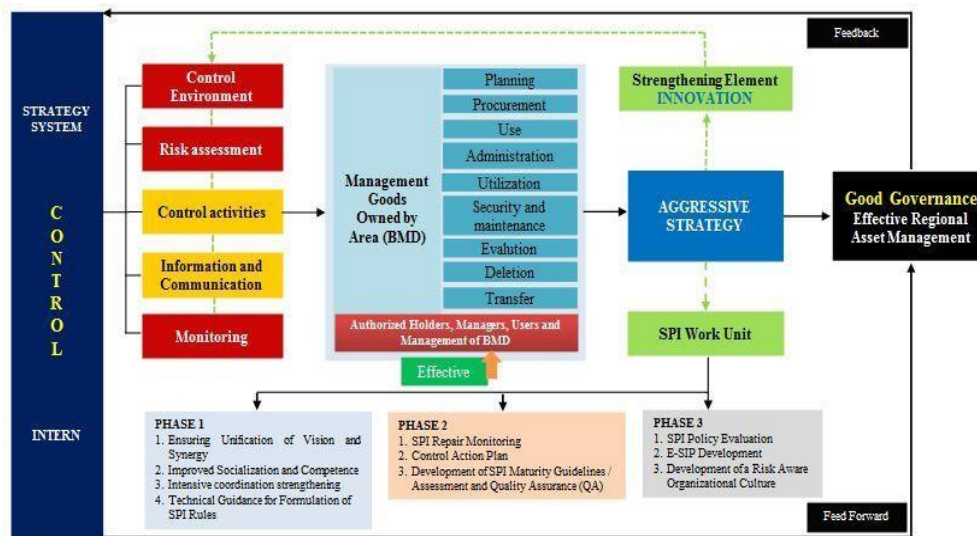 STRATEGY
SYSTEM
C
O
N
T
R
O
L
INTERN
Control
Environment
Risk assessment
Control activities
Information and
Communication
Monitoring
Management
Goods
Owned by
Area (BMD)
Planning
Procurement
Use
Administration
Utilization
Security and
maintenance
Evalution
Deletion
Transfer
Authorized Holders, Managers, Users and
Management of BMD
Effective
Strengthening Element
INNOVATION
AGGRESSIVE
STRATEGY
SPI Work Unit
Feedback
Good Governance
Effective Regional
Asset Management
Feed Forward
PHASE 1
1. Ensuring Unification of Vision and
Synergy
2. Improved Socialization and Competence
3. Intensive coordination strengthening
4. Technical Guidance for Formulation of
SPI Rules
PHASE 2
1. SPI Repair Monitoring
2. Control Action Plan
3. Development of SPI Maturity Guidelines /
Assessment and Quality Assurance (QA)
PHASE 3
1. SPI Policy Evaluation
2. E-SIP Development
3. Development of a Risk Aware
Organizational Culture